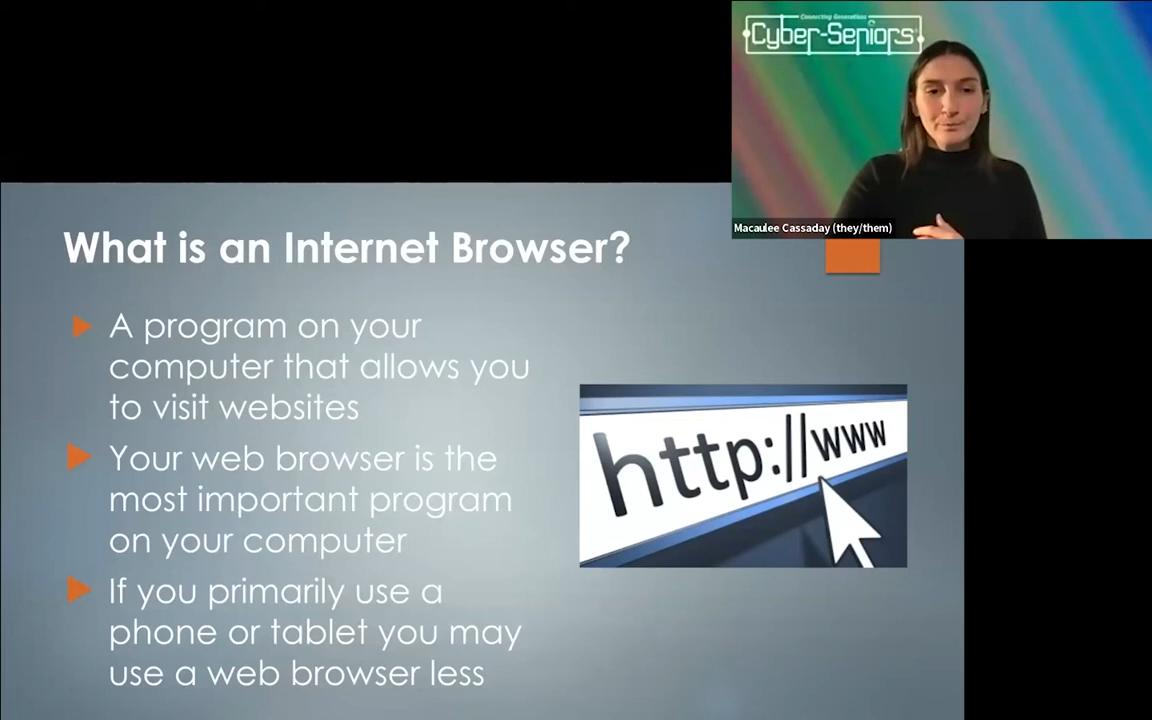 Connecting Generations
Cyber-Seniors
Macaulee Cassaday (they/them)
What is an Internet Browser?
A program on your
computer that allows you
to visit websites
Your web browser is the
most important program
on your computer
If you primarily use a
phone or tablet you may
use a web browser less
http://www